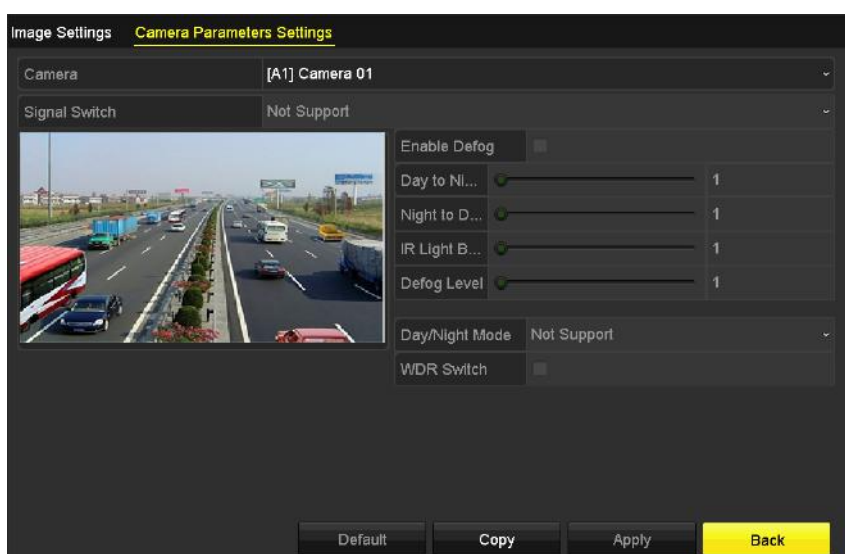 Image Settings Camera Parameters Settings
Camera [A1] Camera 01
Signal Switch Not Support
Enable Defog
Day to Ni... 1
Night to D... 1
IR Light B... 1
Defog Level 1
Day/Night Mode Not Support
WDR Switch
Default Copy Apply Back